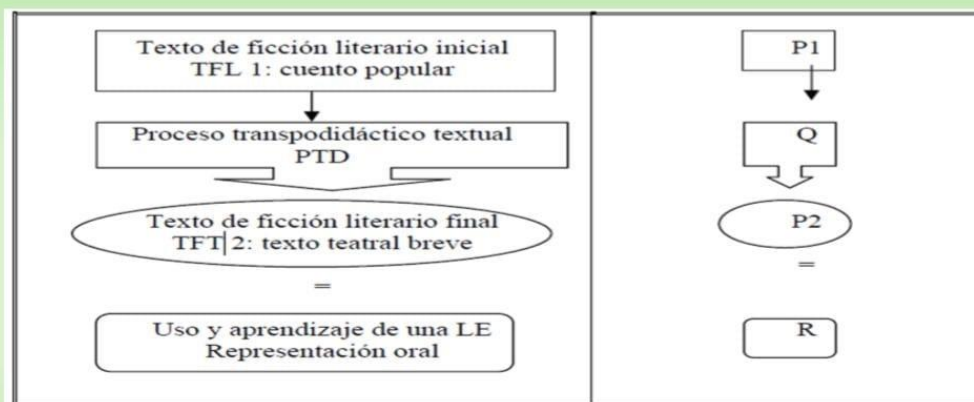 Texto de ficción literario inicial
TFL 1: cuento popular
Proceso transpodidáctico textual
PTD
Texto de ficción literario final
TFT 2: texto teatral breve
=
Uso y aprendizaje de una LE
Representación oral
P1
Q
P2
=
R